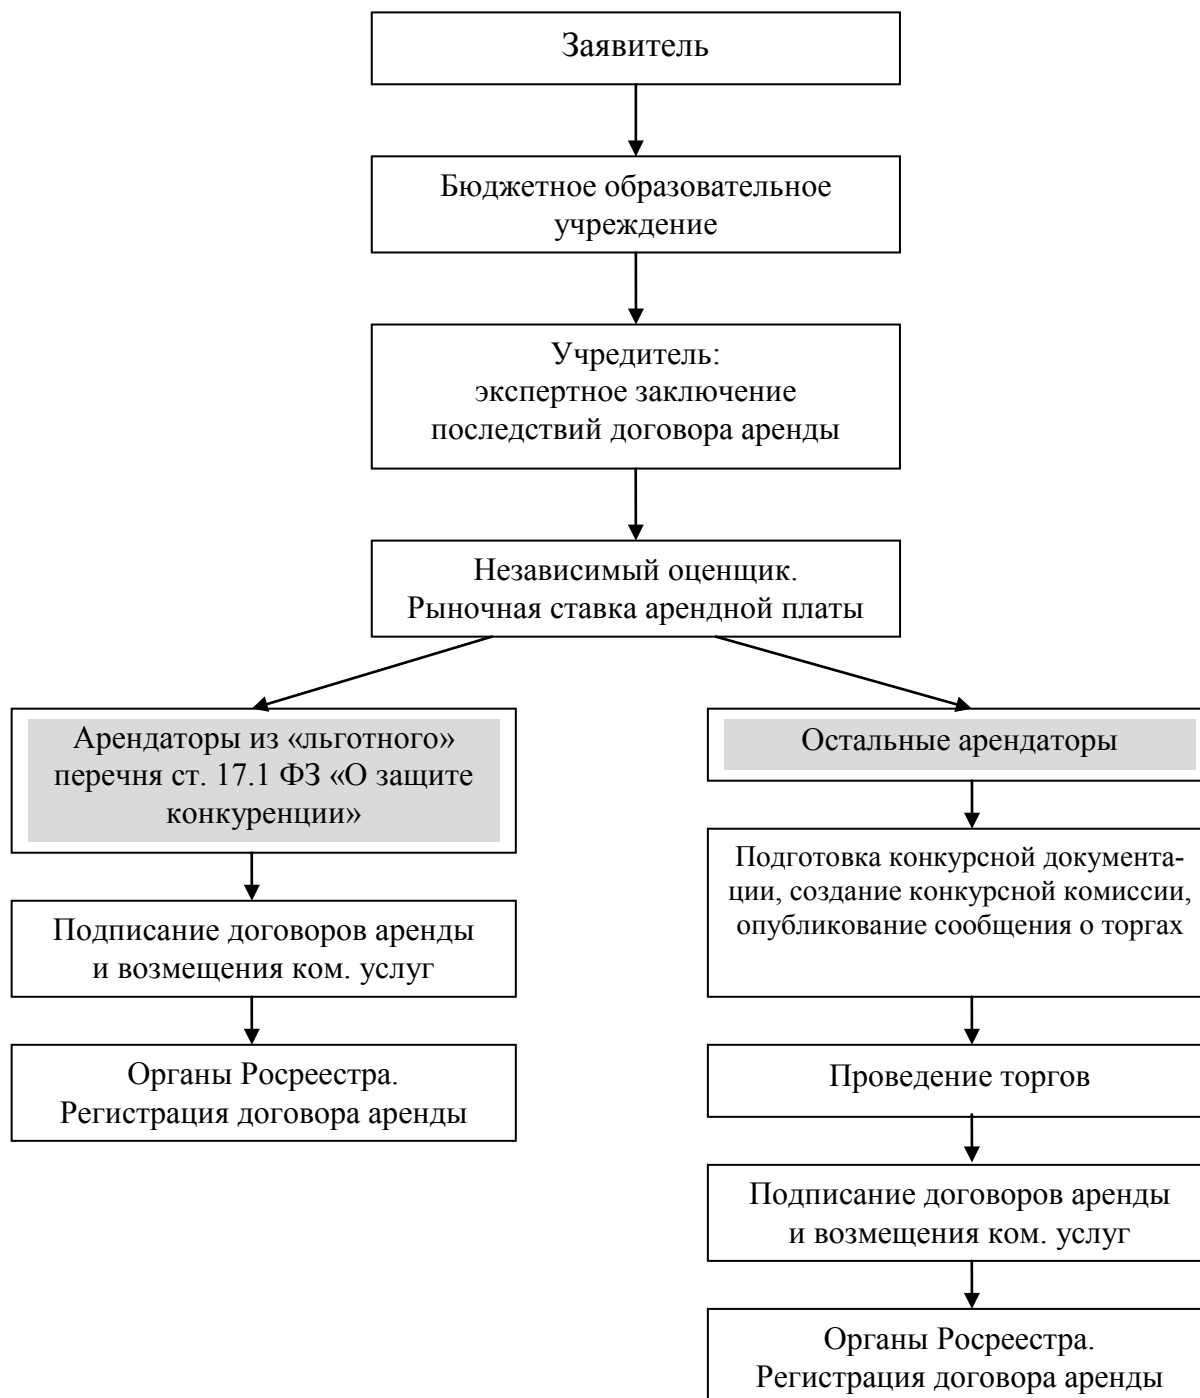 Заявитель
Бюджетное образовательное
учреждение
Учредитель:
экспертное заключение
последствий договора аренды
Независимый оценщик.
Рыночная ставка арендной платы
Арендаторы из «льготного»
перечня ст. 17.1 ФЗ «О защите
конкуренции»
Подписание договоров аренды
и возмещения ком. услуг
Органы Росреестра.
Регистрация договора аренды
Остальные арендаторы
Подготовка конкурсной документа-
ции, создание конкурсной комиссии,
опубликование сообщения о торгах
Проведение торгов
Подписание договоров аренды
и возмещения ком. услуг
Органы Росреестра.
Регистрация договора аренды